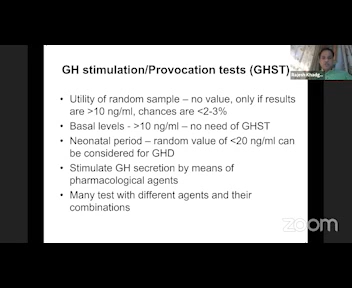 GH stimulation/Provocation tests (GHST)
• Utility of random sample – no value, only if results
are >10 ng/ml, chances are <2-3%
• Basal levels - >10 ng/ml – no need of GHST
• Neonatal period – random value of <20 ng/ml can
be considered for GHD
• Stimulate GH secretion by means of
pharmacological agents
• Many test with different agents and their
combinations
zoom